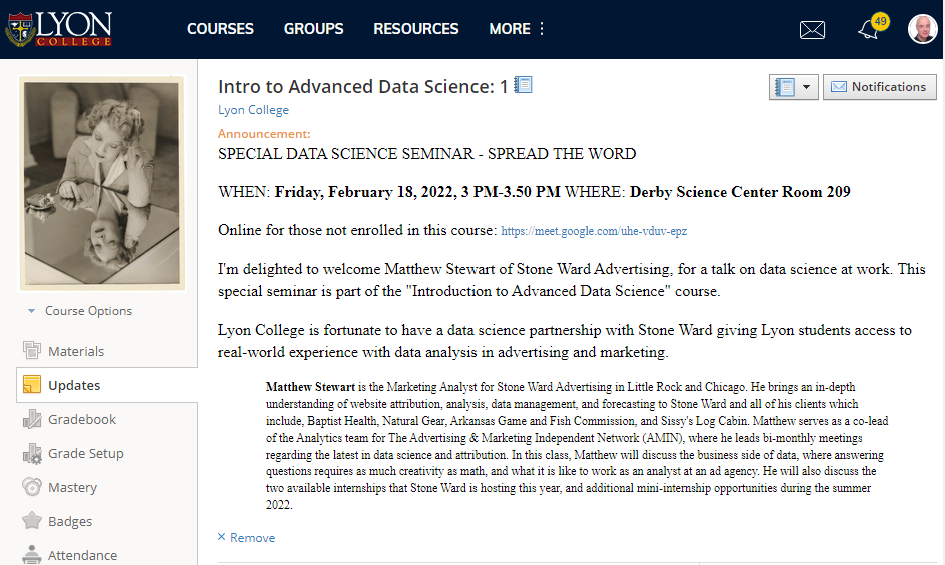 LYON
COLLEGE
COURSES GROUPS RESOURCES MORE
49
Intro to Advanced Data Science: 1
Notifications
Lyon College
Announcement:
SPECIAL DATA SCIENCE SEMINAR - SPREAD THE WORD
WHEN: Friday, February 18, 2022, 3 PM-3.50 PM WHERE: Derby Science Center Room 209
Online for those not enrolled in this course: https://meet.google.com/uhe-vduv-epz
I'm delighted to welcome Matthew Stewart of Stone Ward Advertising, for a talk on data science at work. This
special seminar is part of the "Introduction to Advanced Data Science" course.
Lyon College is fortunate to have a data science partnership with Stone Ward giving Lyon students access to
real-world experience with data analysis in advertising and marketing.
Matthew Stewart is the Marketing Analyst for Stone Ward Advertising in Little Rock and Chicago. He brings an in-depth
understanding of website attribution, analysis, data management, and forecasting to Stone Ward and all of his clients which
include, Baptist Health, Natural Gear, Arkansas Game and Fish Commission, and Sissy's Log Cabin. Matthew serves as a co-lead
of the Analytics team for The Advertising & Marketing Independent Network (AMIN), where he leads bi-monthly meetings
regarding the latest in data science and attribution. In this class, Matthew will discuss the business side of data, where answering
questions requires as much creativity as math, and what it is like to work as an analyst at an ad agency. He will also discuss the
two available internships that Stone Ward is hosting this year, and additional mini-internship opportunities during the summer
2022.
Remove
Course Options
Materials
Updates
Gradebook
Grade Setup
Mastery
Badges
Attendance